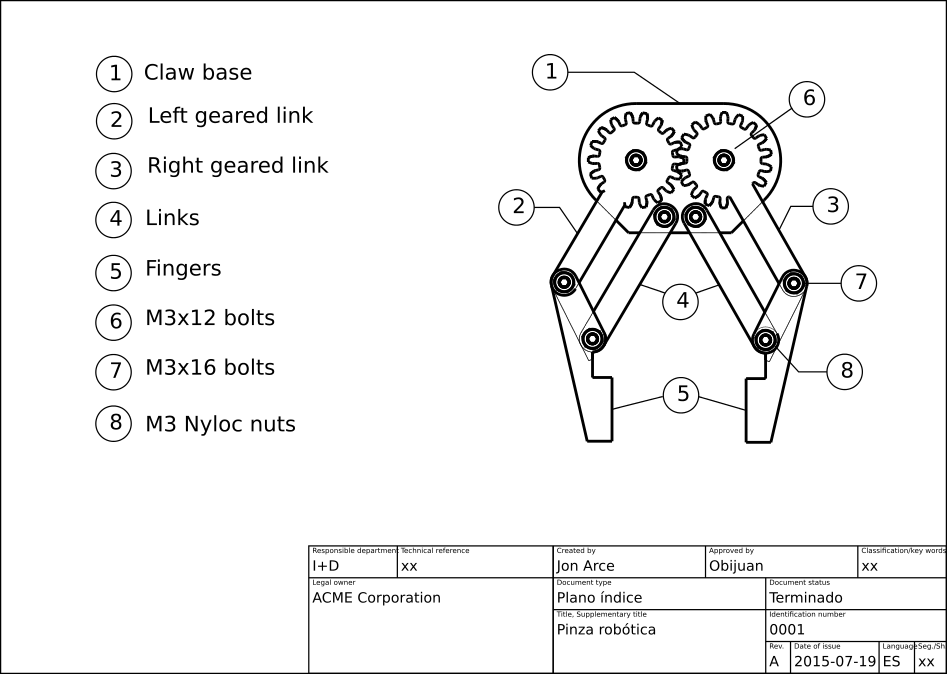 1 Claw base
2 Left geared link
3 Right geared link
4 Links
5 Fingers
6 M3x12 bolts
7 M3x16 bolts
8 M3 Nyloc nuts
1
6
2
3
7
4
8
5
Responsible department Technical reference Created by Approved by Classification/key words
I+D xx Jon Arce Obijuan xx
Legal owner Document type Document status
ACME Corporation Plano índice Terminado
Title, Supplementary title Identification number
Pinza robótica 0001
Rev. Date of issue Language Seg./Sh
A 2015-07-19 ES xx